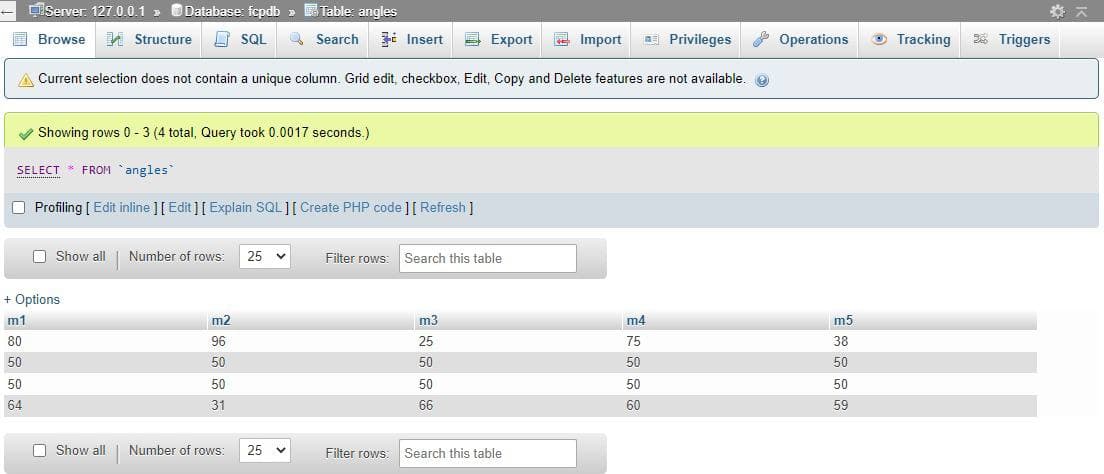 Server: 127.0.0.1 » Database: fcpdb » Table: angles
Browse Structure SQL Search Insert Export Import Privileges Operations Tracking Triggers
Current selection does not contain a unique column. Grid edit, checkbox, Edit, Copy and Delete features are not available.
Showing rows 0 - 3 (4 total, Query took 0.0017 seconds.)
SELECT * FROM `angles`
Profiling [ Edit inline ] [ Edit ] [ Explain SQL ] [ Create PHP code ] [ Refresh ]
Show all | Number of rows: 25 Filter rows: Search this table
+ Options
m1 m2 m3 m4 m5
80 96 25 75 38
50 50 50 50 50
50 50 50 50 50
64 31 66 60 59
Show all | Number of rows: 25 Filter rows: Search this table